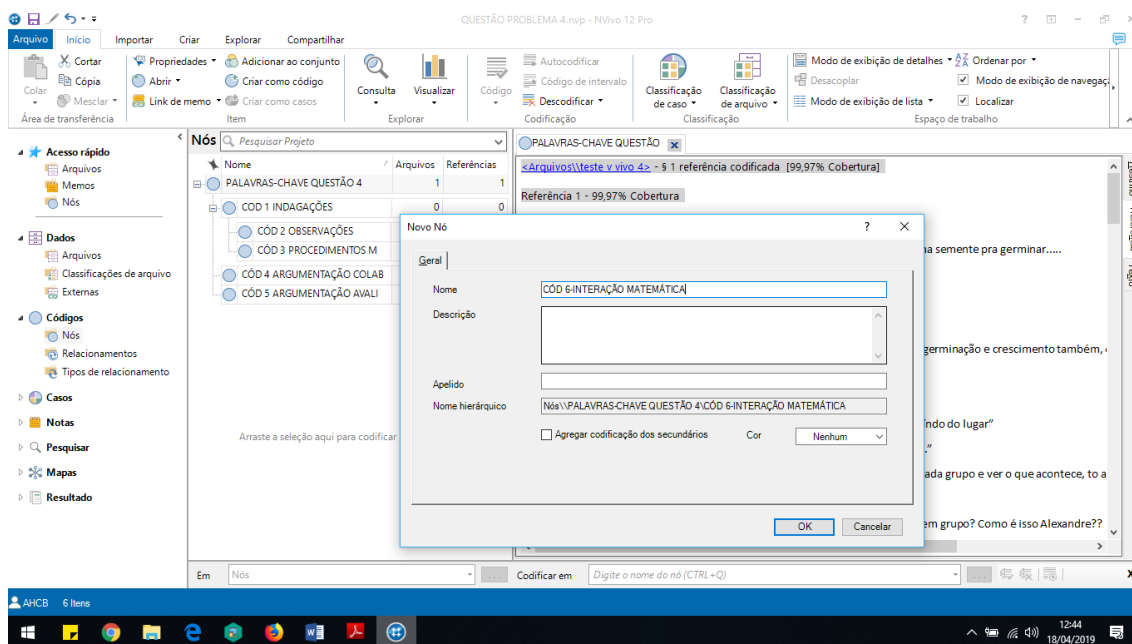 QUESTÃO PROBLEMA 4.nvp - NVivo 12 Pro
Arquivo Início Importar Criar Explorar Compartilhar
Colar
Cortar
Cópia
Mesclar
Área de transferência
Propriedades
Abrir
Link de memo
Adicionar ao conjunto
Criar como código
Criar como casos
Item
Consulta
Visualizar
Explorar
Código
Autocodificar
Código de intervalo
Descodificar
Codificação
Classificação de caso
Classificação de arquivo
Classificação
Modo de exibição de detalhes
Desacoplar
Modo de exibição de lista
Ordenar por
Modo de exibição de navegaç
Localizar
Espaço de trabalho
Acesso rápido
Arquivos
Memos
Nós
Dados
Arquivos
Classificações de arquivo
Externas
Códigos
Nós
Relacionamentos
Tipos de relacionamento
Casos
Notas
Pesquisar
Mapas
Resultado
Nós Pesquisar Projeto
Nome Arquivos Referências
PALAVRAS-CHAVE QUESTÃO 4 1 1
COD 1 INDAGAÇÕES 0 0
CÓD 2 OBSERVAÇÕES
CÓD 3 PROCEDIMENTOS M
CÓD 4 ARGUMENTAÇÃO COLAB
CÓD 5 ARGUMENTAÇÃO AVALI
Arraste a seleção aqui para codificar
PALAVRAS-CHAVE QUESTÃO
<Arquivos\\teste v vivo 4> - § 1 referência codificada [99,97% Cobertura]
Referência 1 - 99,97% Cobertura
semente pra germinar.....
germinação e crescimento também,
do lugar"
grupo e ver o que acontece, to a
em grupo? Como é isso Alexandre??
Novo Nó ?
Geral
Nome CÓD 6-INTERAÇÃO MATEMÁTICA
Descrição
Apelido
Nome hierárquico Nós\\PALAVRAS-CHAVE QUESTÃO 4\CÓD 6-INTERAÇÃO MATEMÁTICA
Agregar codificação dos secundários Cor Nenhum
OK Cancelar
Em Nós ... Codificar em Digite o nome do nó (CTRL+Q) ...
AHCB 6 Itens
12:44
18/04/2019